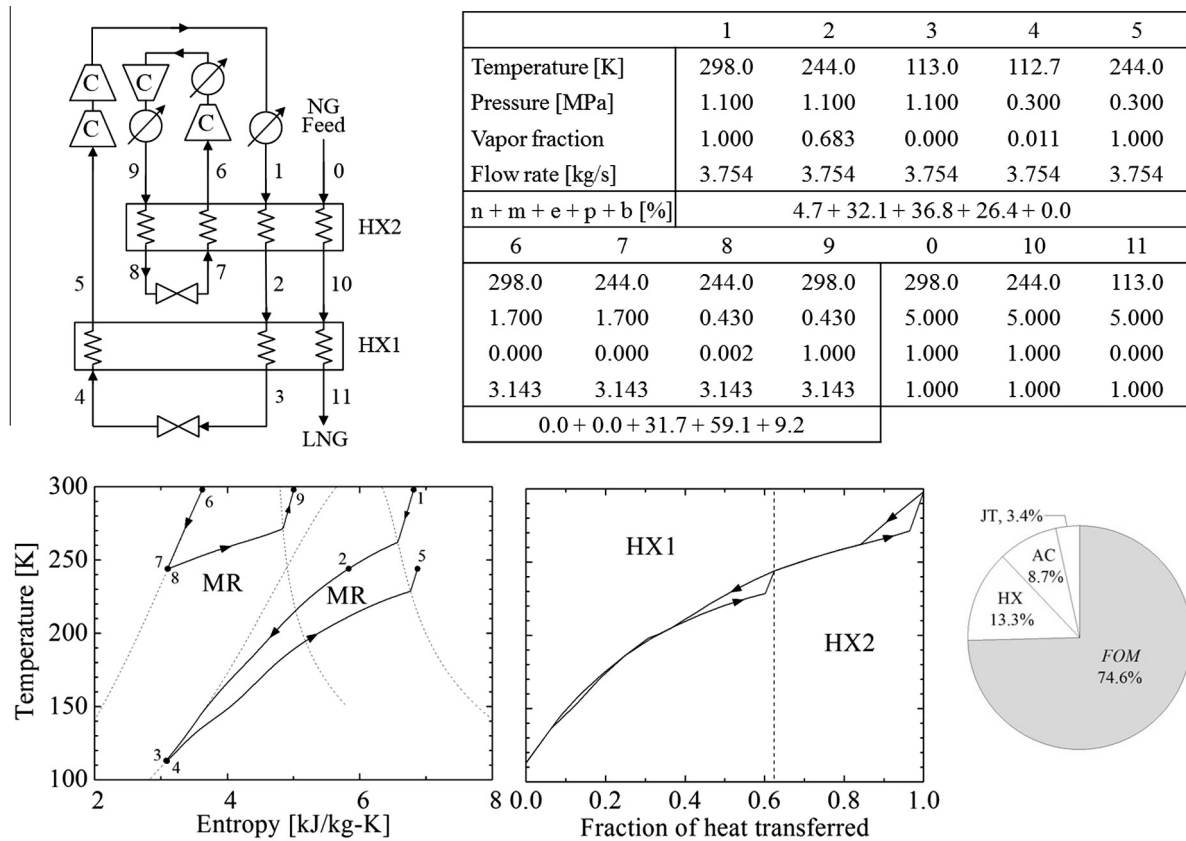 C
C
C
C
NG
Feed
9
6
1
0
HX2
8
7
5
2
10
HX1
4
3
11
LNG
1 2 3 4 5
Temperature [K] 298.0 244.0 113.0 112.7 244.0
Pressure [MPa] 1.100 1.100 1.100 0.300 0.300
Vapor fraction 1.000 0.683 0.000 0.011 1.000
Flow rate [kg/s] 3.754 3.754 3.754 3.754 3.754
n + m + e + p + b [%] 4.7 + 32.1 + 36.8 + 26.4 + 0.0
6 7 8 9 0 10 11
298.0 244.0 244.0 298.0 298.0 244.0 113.0
1.700 1.700 0.430 0.430 5.000 5.000 5.000
0.000 0.000 0.002 1.000 1.000 1.000 0.000
3.143 3.143 3.143 3.143 1.000 1.000 1.000
0.0 + 0.0 + 31.7 + 59.1 + 9.2
Temperature [K]
300
250
200
150
100
6
9
1
7
8
2
5
MR
MR
3
4
2 4 6 8
Entropy [kJ/kg-K]
HX1
HX2
0.0 0.2 0.4 0.6 0.8 1.0
Fraction of heat transferred
JT, 3.4%
AC
8.7%
HX
13.3%
FOM
74.6%